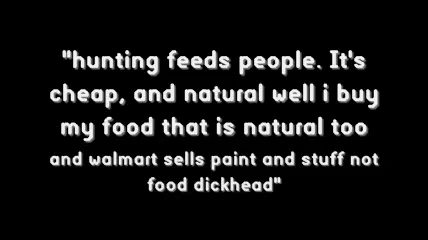 "hunting feeds people. It's
cheap, and natural well i buy
my food that is natural too
and walmart sells paint and stuff not
food dickhead"